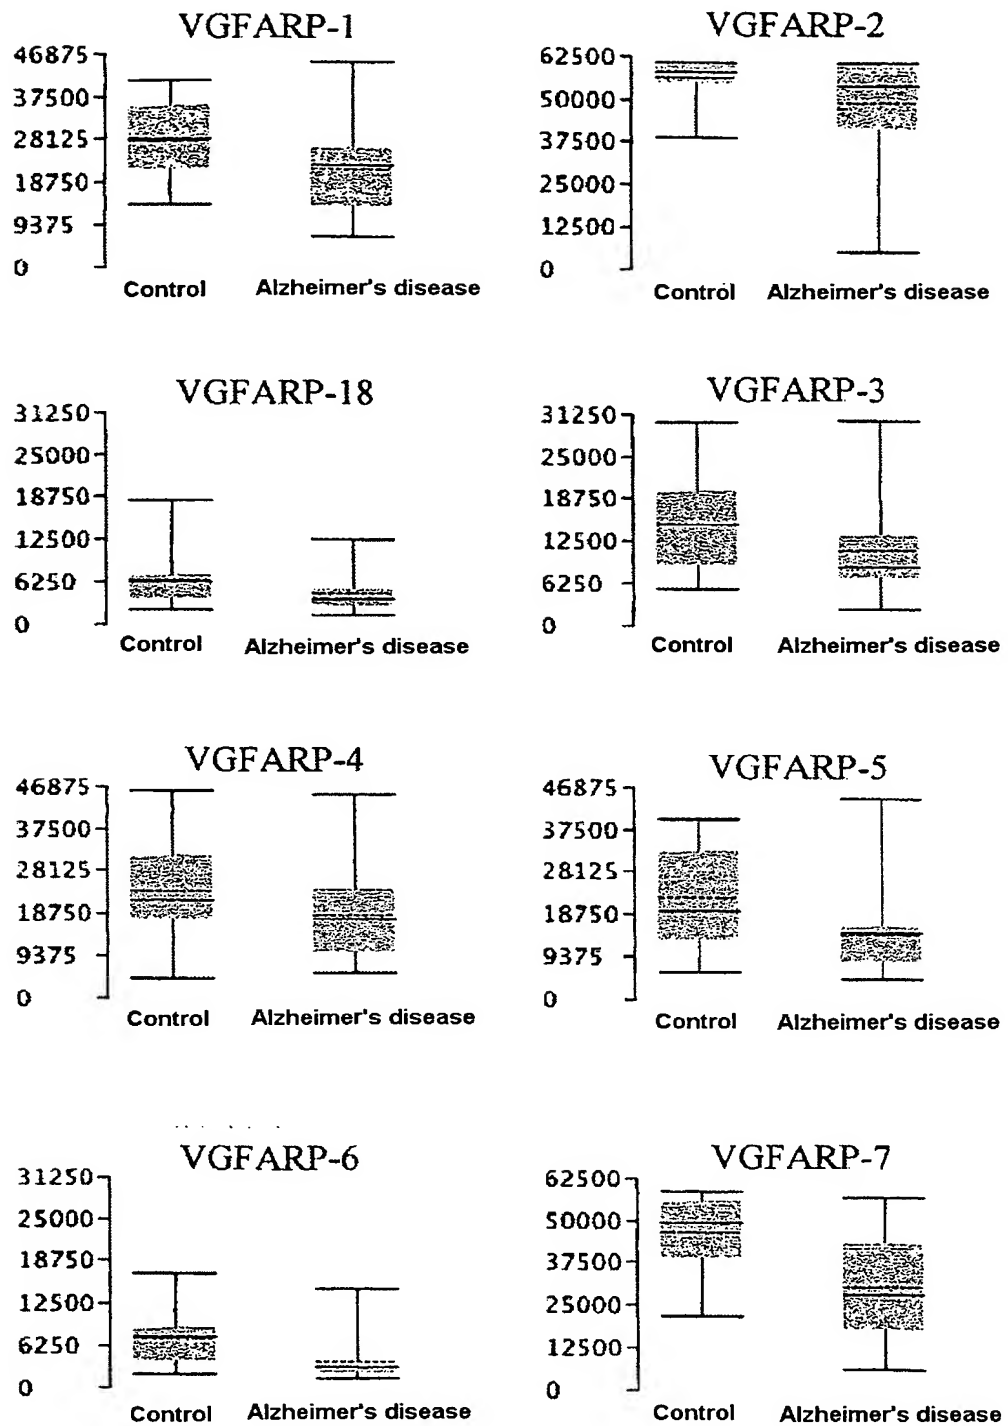 VGFARP-1
46875
37500
28125
18750
9375
0
Control
Alzheimer's disease
VGFARP-2
62500
50000
37500
25000
12500
0
Control
Alzheimer's disease
VGFARP-18
31250
25000
18750
12500
6250
0
Control
Alzheimer's disease
VGFARP-3
31250
25000
18750
12500
6250
0
Control
Alzheimer's disease
VGFARP-4
46875
37500
28125
18750
9375
0
Control
Alzheimer's disease
VGFARP-5
46875
37500
28125
18750
9375
0
Control
Alzheimer's disease
VGFARP-6
31250
25000
18750
12500
6250
0
Control
Alzheimer's disease
VGFARP-7
62500
50000
37500
25000
12500
0
Control
Alzheimer's disease